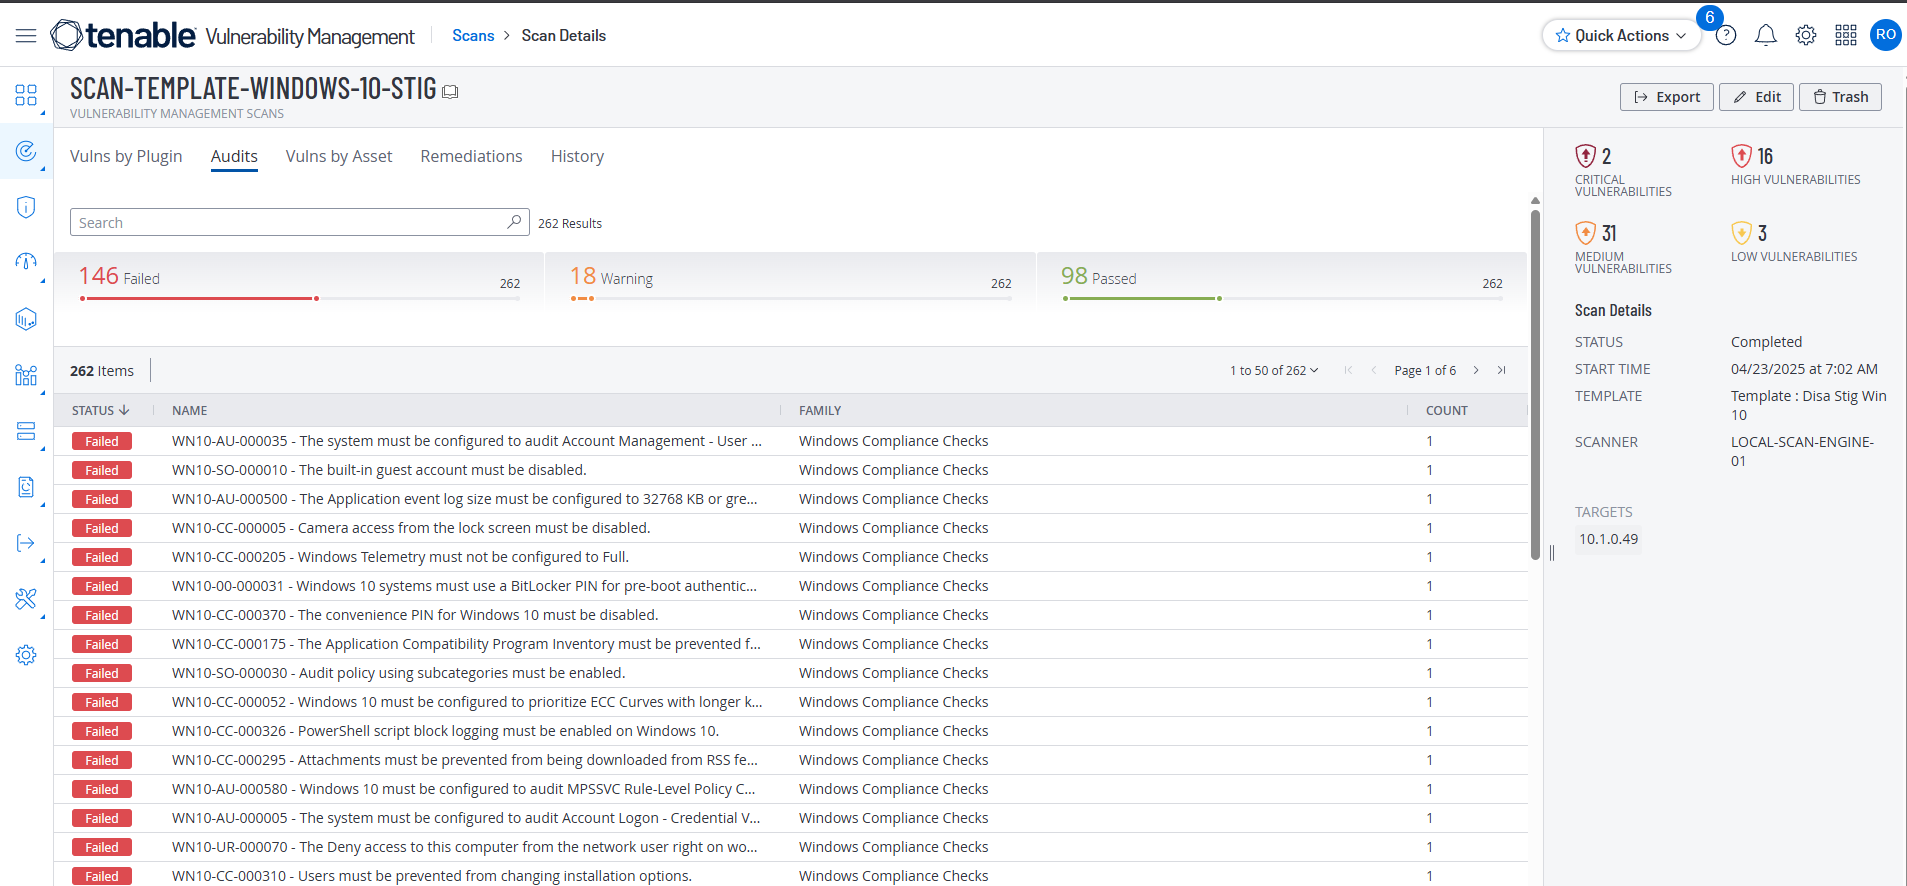 tenable Vulnerability Management Scans > Scan Details Quick Actions 6 ? RO
SCAN-TEMPLATE-WINDOWS-10-STIG
VULNERABILITY MANAGEMENT SCANS
Export Edit Trash
Vulns by Plugin Audits Vulns by Asset Remediations History
Search 262 Results
146 Failed 262 18 Warning 262 98 Passed 262
262 Items 1 to 50 of 262 Page 1 of 6
STATUS NAME FAMILY COUNT
Failed WN10-AU-000035 - The system must be configured to audit Account Management - User ... Windows Compliance Checks 1
Failed WN10-SO-000010 - The built-in guest account must be disabled. Windows Compliance Checks 1
Failed WN10-AU-000500 - The Application event log size must be configured to 32768 KB or gre... Windows Compliance Checks 1
Failed WN10-CC-000005 - Camera access from the lock screen must be disabled. Windows Compliance Checks 1
Failed WN10-CC-000205 - Windows Telemetry must not be configured to Full. Windows Compliance Checks 1
Failed WN10-00-000031 - Windows 10 systems must use a BitLocker PIN for pre-boot authentic... Windows Compliance Checks 1
Failed WN10-CC-000370 - The convenience PIN for Windows 10 must be disabled. Windows Compliance Checks 1
Failed WN10-CC-000175 - The Application Compatibility Program Inventory must be prevented f... Windows Compliance Checks 1
Failed WN10-SO-000030 - Audit policy using subcategories must be enabled. Windows Compliance Checks 1
Failed WN10-CC-000052 - Windows 10 must be configured to prioritize ECC Curves with longer k... Windows Compliance Checks 1
Failed WN10-CC-000326 - PowerShell script block logging must be enabled on Windows 10. Windows Compliance Checks 1
Failed WN10-CC-000295 - Attachments must be prevented from being downloaded from RSS fe... Windows Compliance Checks 1
Failed WN10-AU-000580 - Windows 10 must be configured to audit MPSSVC Rule-Level Policy C... Windows Compliance Checks 1
Failed WN10-AU-000005 - The system must be configured to audit Account Logon - Credential V... Windows Compliance Checks 1
Failed WN10-UR-000070 - The Deny access to this computer from the network user right on wo... Windows Compliance Checks 1
Failed WN10-CC-000310 - Users must be prevented from changing installation options. Windows Compliance Checks 1
2
CRITICAL
VULNERABILITIES
16
HIGH VULNERABILITIES
31
MEDIUM
VULNERABILITIES
3
LOW VULNERABILITIES
Scan Details
STATUS Completed
START TIME 04/23/2025 at 7:02 AM
TEMPLATE Template : Disa Stig Win
10
SCANNER LOCAL-SCAN-ENGINE-
01
TARGETS
10.1.0.49